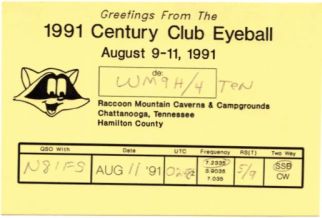 Greetings From The
1991 Century Club Eyeball
August 9-11, 1991
de:
WM9H/4 TEN
Raccoon Mountain Caverns & Campgrounds
Chattanooga, Tennessee
Hamilton County
QSO With Date UTC Frequency RS(T) Two Way
N8IFS AUG 11 '91 7.2335 5/9 SSB
3.9035 CW
7.035